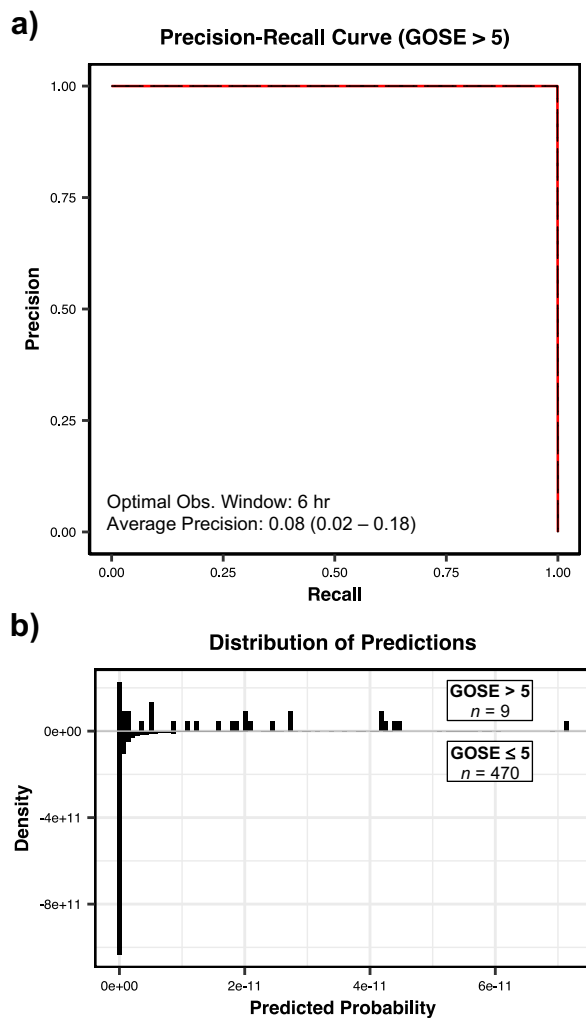 a)
Precision-Recall Curve (GOSE > 5)
1.00
0.75
0.50
0.25
0.00
Precision
Optimal Obs. Window: 6 hr
Average Precision: 0.08 (0.02 – 0.18)
0.00 0.25 0.50 0.75 1.00
Recall
b)
Distribution of Predictions
GOSE > 5
n = 9
0e+00
GOSE ≤ 5
n = 470
-4e+11
-8e+11
Density
0e+00 2e-11 4e-11 6e-11
Predicted Probability